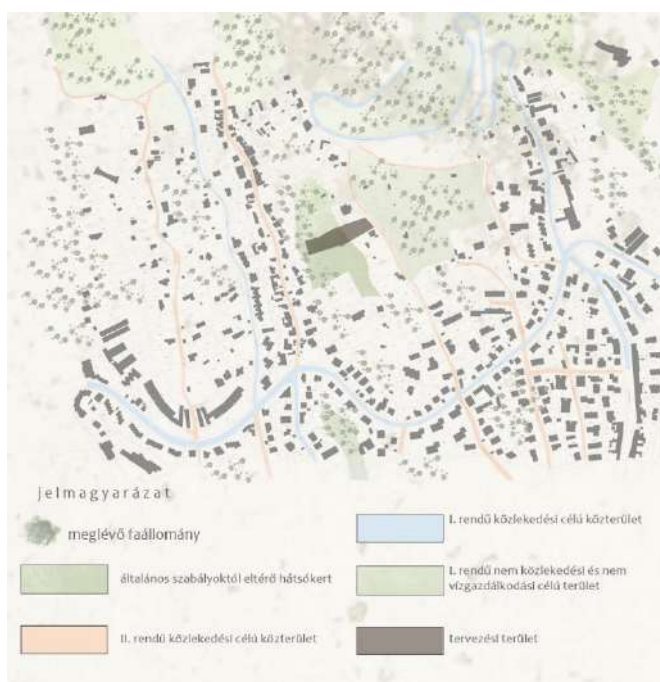 jelmagyarázat
meglévő faállomány
I. rendű közlekedési célú közterület
általános szabályoktól eltérő hátsókert
I. rendű nem közlekedési és nem
vízgazdálkodási célú terület
II. rendű közlekedési célú közterület
tervezési terület